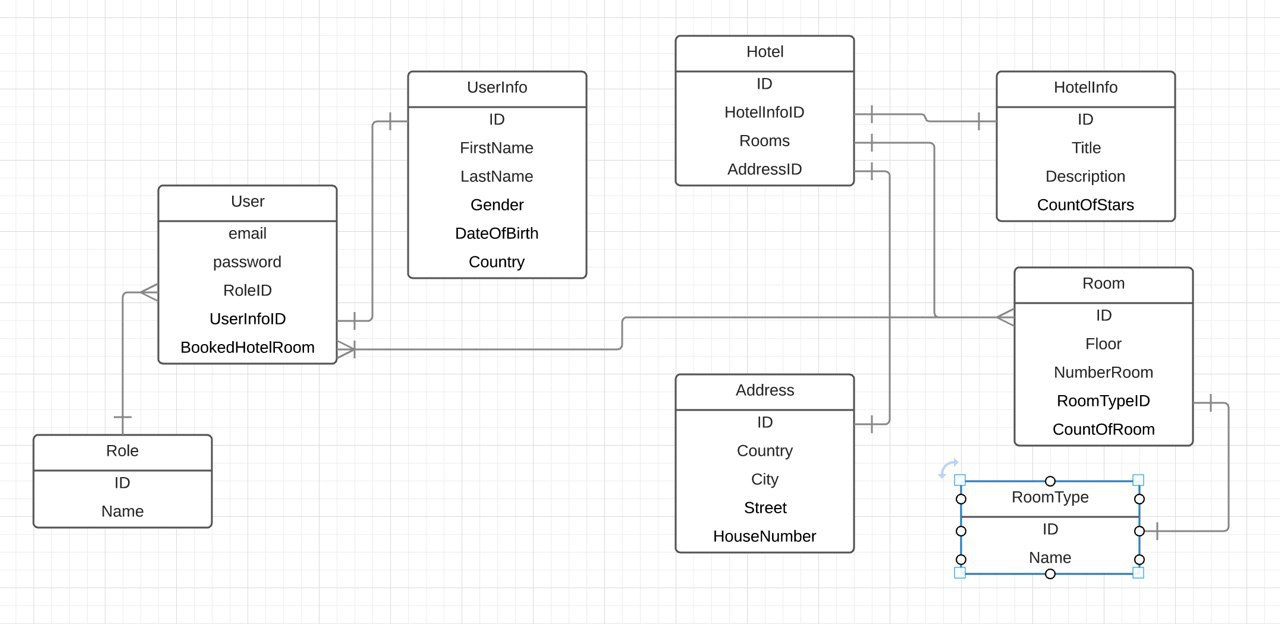 Hotel
ID
HotelInfoID
Rooms
AddressID
UserInfo
ID
FirstName
LastName
Gender
DateOfBirth
Country
HotelInfo
ID
Title
Description
CountOfStars
User
email
password
RoleID
UserInfoID
BookedHotelRoom
Room
ID
Floor
NumberRoom
RoomTypeID
CountOfRoom
Address
ID
Country
City
Street
HouseNumber
Role
ID
Name
RoomType
ID
Name